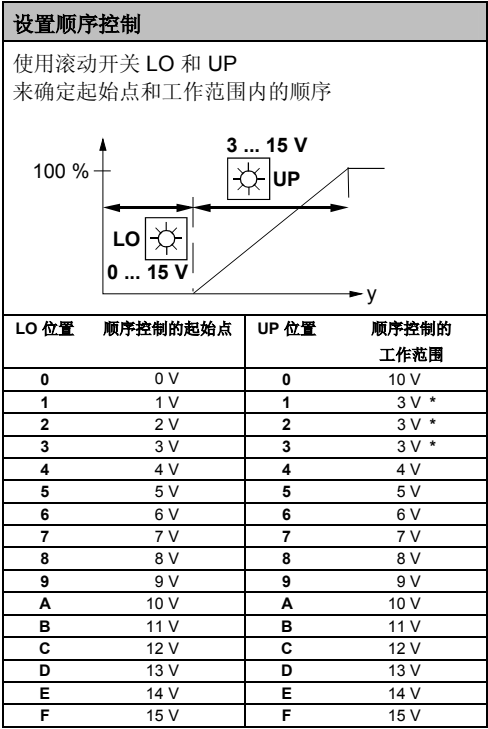 设置顺序控制
使用滚动开关 LO 和 UP
来确定起始点和工作范围内的顺序
3 ... 15 V
100 %
UP
LO
0 ... 15 V
y
LO 位置 顺序控制的起始点 UP 位置 顺序控制的
工作范围
0 0 V 0 10 V
1 1 V 1 3 V *
2 2 V 2 3 V *
3 3 V 3 3 V *
4 4 V 4 4 V
5 5 V 5 5 V
6 6 V 6 6 V
7 7 V 7 7 V
8 8 V 8 8 V
9 9 V 9 9 V
A 10 V A 10 V
B 11 V B 11 V
C 12 V C 12 V
D 13 V D 13 V
E 14 V E 14 V
F 15 V F 15 V